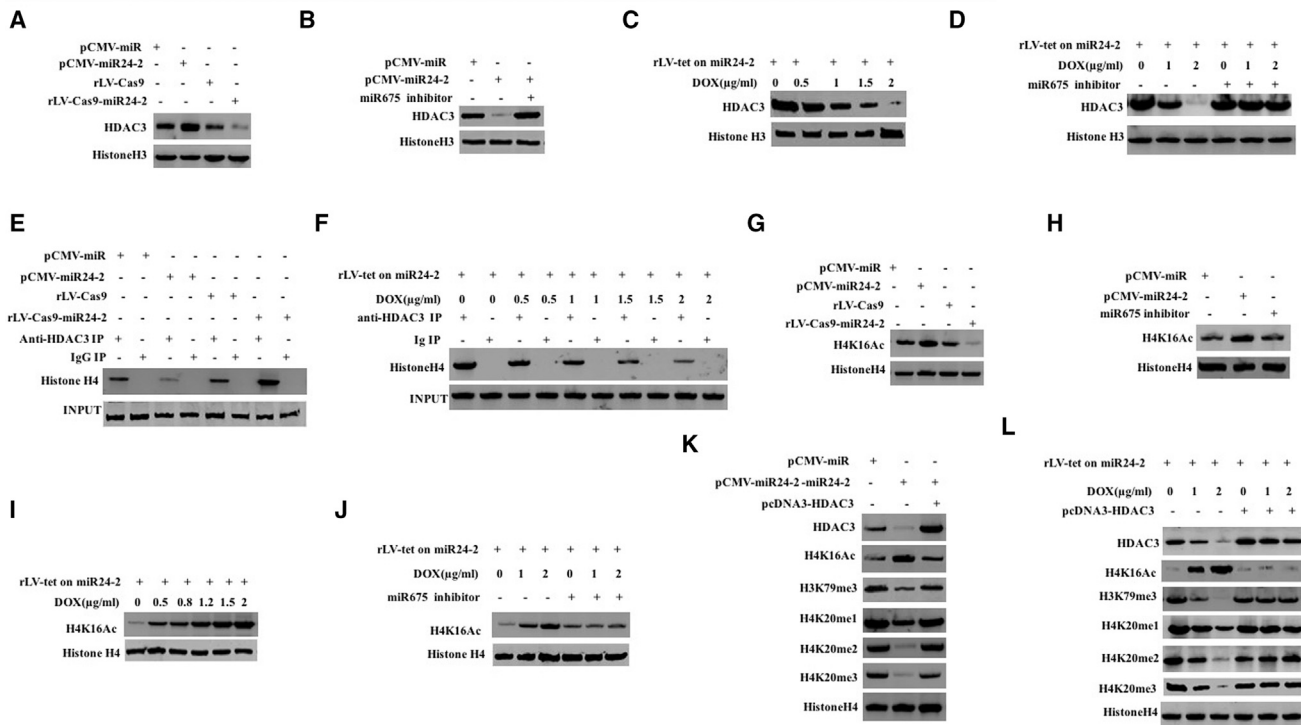 A
pCMV-miR + - - -
pCMV-miR24-2 - + - -
rLV-Cas9 - - + -
rLV-Cas9-miR24-2 - - - +
HDAC3
HistoneH3
B
pCMV-miR + - -
pCMV-miR24-2 - + +
miR675 inhibitor - - +
HDAC3
HistoneH3
C
rLV-tet on miR24-2 + + + + +
DOX(μg/ml) 0 0.5 1 1.5 2
HDAC3
Histone H3
D
rLV-tet on miR24-2 + + + + + +
DOX(μg/ml) 0 1 2 0 1 2
miR675 inhibitor - - - + + +
HDAC3
Histone H3
E
pCMV-miR + + - - - - - -
pCMV-miR24-2 - - + + - - - -
rLV-Cas9 - - - - + + - -
rLV-Cas9-miR24-2 - - - - - - + +
Anti-HDAC3 IP + - + - + - + -
IgG IP - + - + - + - +
Histone H4
INPUT
F
rLV-tet on miR24-2 + + + + + + + + + +
DOX(μg/ml) 0 0 0.5 0.5 1 1 1.5 1.5 2 2
anti-HDAC3 IP + - + - + - + - + -
Ig IP - + - + - + - + - +
HistoneH4
INPUT
G
pCMV-miR + - - -
pCMV-miR24-2 - + - -
rLV-Cas9 - - + -
rLV-Cas9-miR24-2 - - - +
H4K16Ac
HistoneH4
H
pCMV-miR + - -
pCMV-miR24-2 - + -
miR675 inhibitor - - +
H4K16Ac
HistoneH4
I
rLV-tet on miR24-2 + + + + + +
DOX(μg/ml) 0 0.5 0.8 1.2 1.5 2
H4K16Ac
Histone H4
J
rLV-tet on miR24-2 + + + + + +
DOX(μg/ml) 0 1 2 0 1 2
miR675 inhibitor - - - + + +
H4K16Ac
Histone H4
K
pCMV-miR + - -
pCMV-miR24-2 -miR24-2 - + +
pcDNA3-HDAC3 - - +
HDAC3
H4K16Ac
H3K79me3
H4K20me1
H4K20me2
H4K20me3
HistoneH4
L
rLV-tet on miR24-2 + + + + + +
DOX(μg/ml) 0 1 2 0 1 2
pcDNA3-HDAC3 - - - + + +
HDAC3
H4K16Ac
H3K79me3
H4K20me1
H4K20me2
H4K20me3
HistoneH4